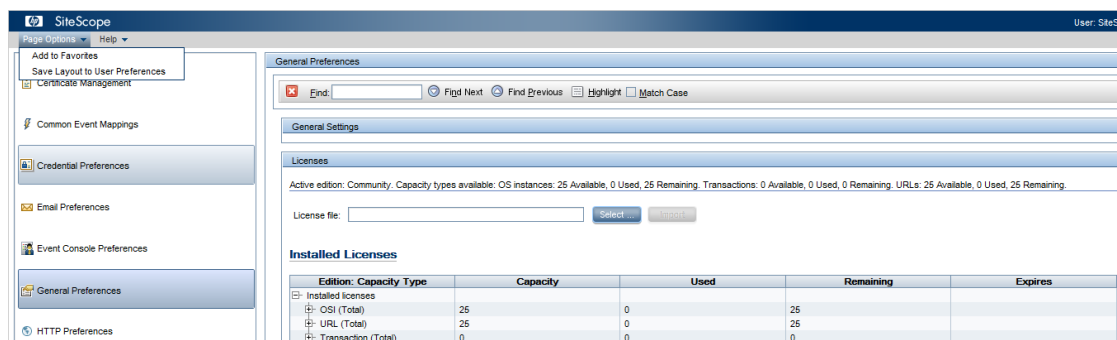 hp SiteScope
User: SiteS
Page Options Help
Add to Favorites
Save Layout to User Preferences
Certificate Management
Common Event Mappings
Credential Preferences
Email Preferences
Event Console Preferences
General Preferences
HTTP Preferences
General Preferences
Find: Find Next Find Previous Highlight Match Case
General Settings
Licenses
Active edition: Community. Capacity types available: OS instances: 25 Available, 0 Used, 25 Remaining. Transactions: 0 Available, 0 Used, 0 Remaining. URLs: 25 Available, 0 Used, 25 Remaining.
License file: Select ... Import
Installed Licenses
Edition: Capacity Type Capacity Used Remaining Expires
Installed licenses
OSI (Total) 25 0 25
URL (Total) 25 0 25
Transaction (Total) 0 0 0